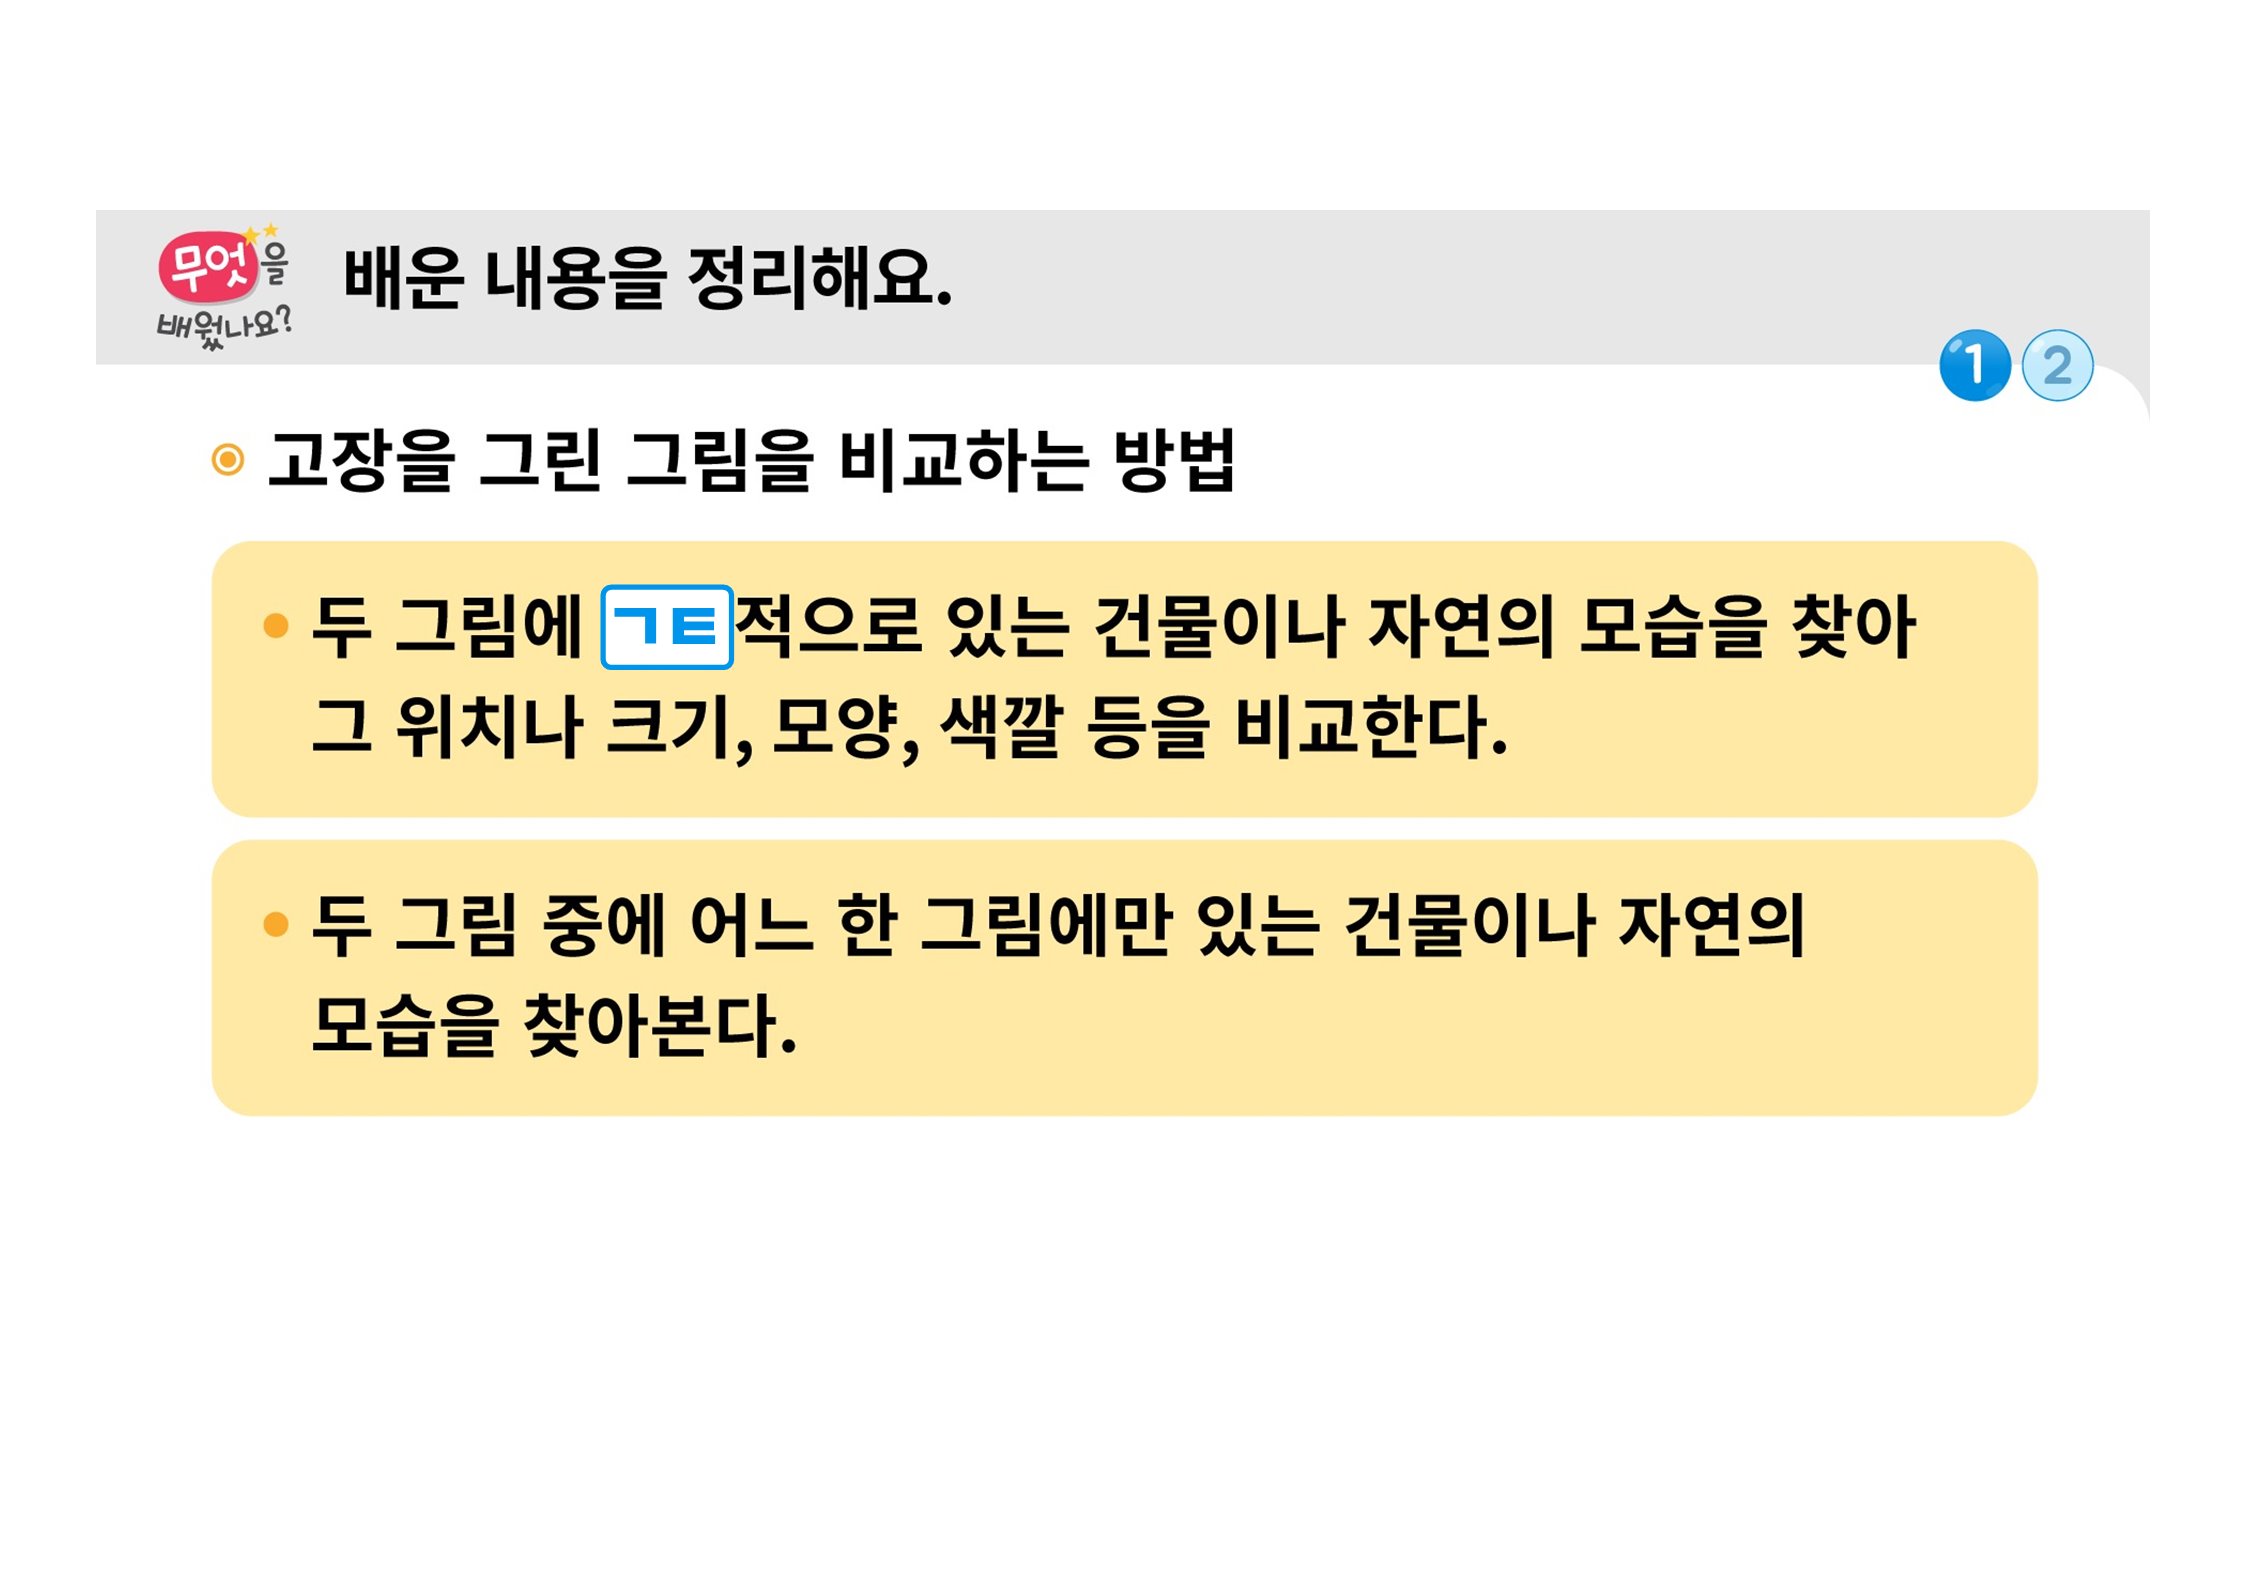 무엇을
배웠나요?
배운 내용을 정리해요.
1 2
고장을 그린 그림을 비교하는 방법
두 그림에 ㄱㅌ적으로 있는 건물이나 자연의 모습을 찾아
그 위치나 크기, 모양, 색깔 등을 비교한다.
두 그림 중에 어느 한 그림에만 있는 건물이나 자연의
모습을 찾아본다.